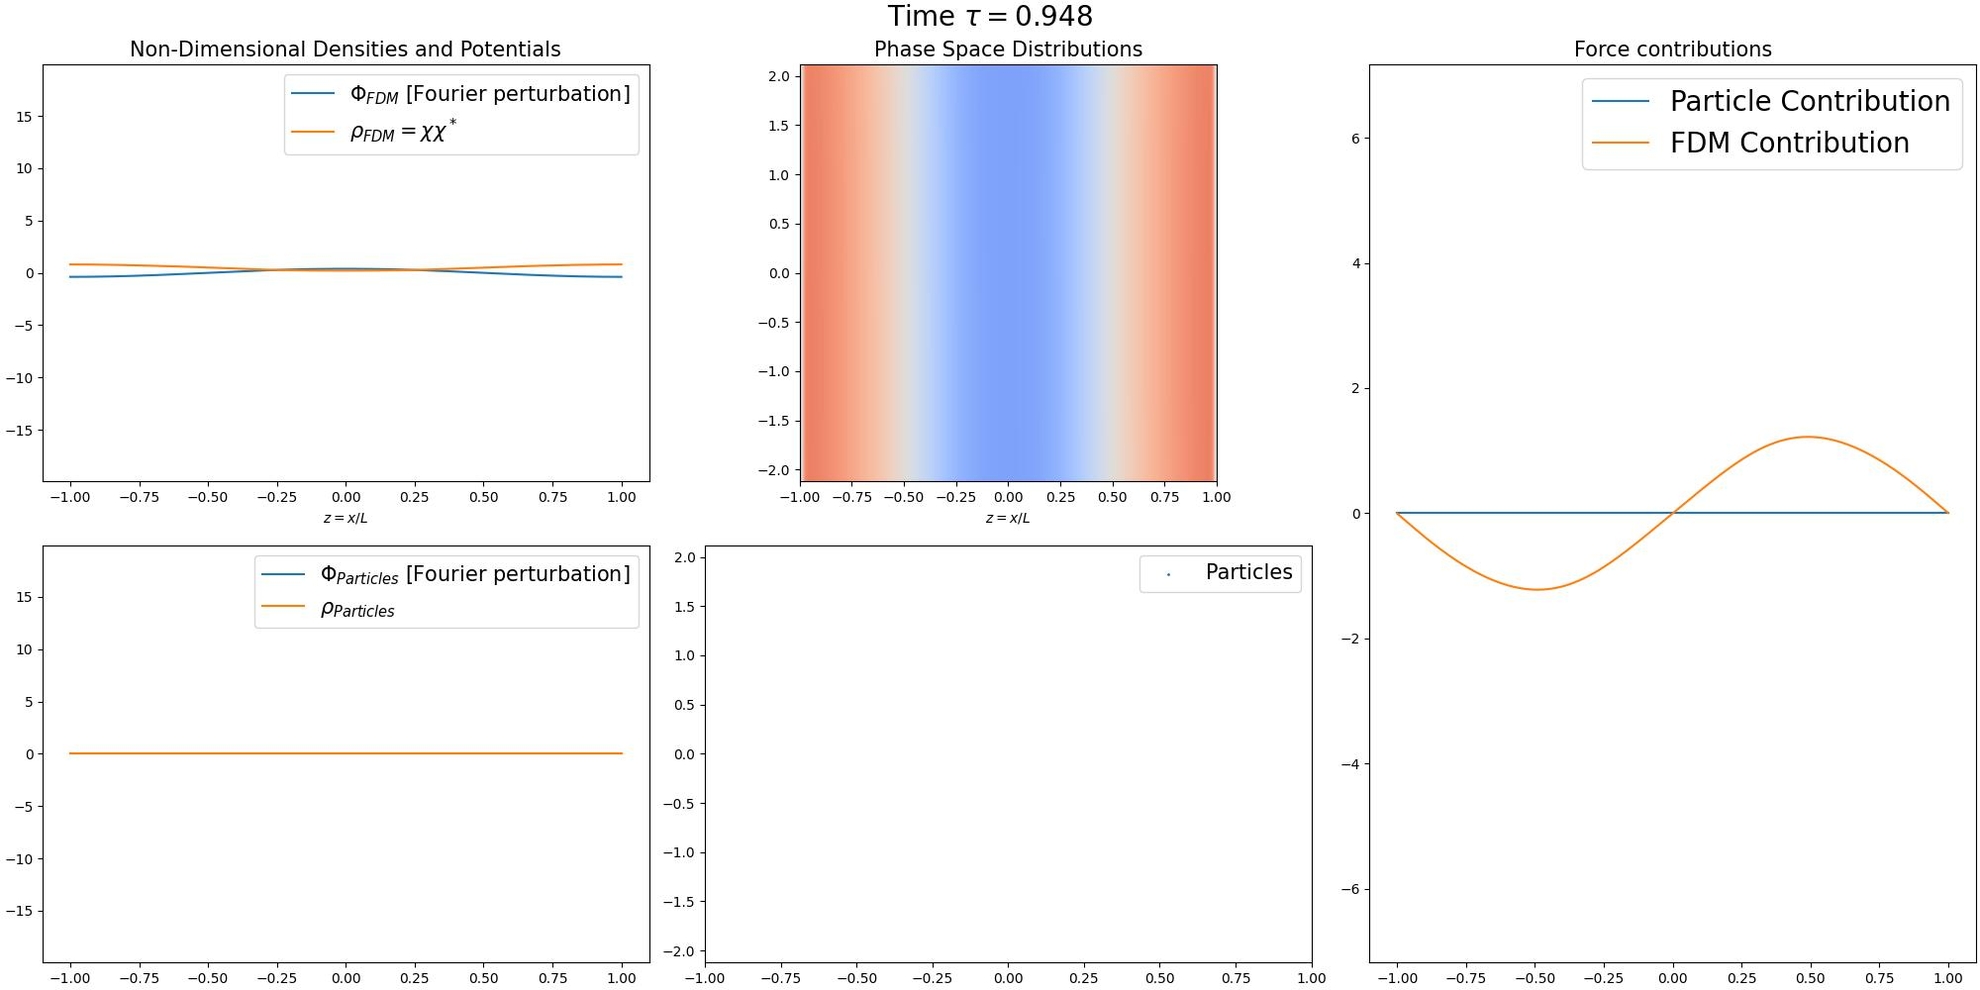 Time τ = 0.948
Non-Dimensional Densities and Potentials
Φ_FDM [Fourier perturbation]
ρ_FDM = χχ*
15
10
5
0
−5
−10
−15
−1.00 −0.75 −0.50 −0.25 0.00 0.25 0.50 0.75 1.00
z = x/L
Phase Space Distributions
2.0
1.5
1.0
0.5
0.0
−0.5
−1.0
−1.5
−2.0
−1.00 −0.75 −0.50 −0.25 0.00 0.25 0.50 0.75 1.00
z = x/L
Force contributions
Particle Contribution
FDM Contribution
6
4
2
0
−2
−4
−6
−1.00 −0.75 −0.50 −0.25 0.00 0.25 0.50 0.75 1.00
Φ_Particles [Fourier perturbation]
ρ_Particles
15
10
5
0
−5
−10
−15
−1.00 −0.75 −0.50 −0.25 0.00 0.25 0.50 0.75 1.00
Particles
2.0
1.5
1.0
0.5
0.0
−0.5
−1.0
−1.5
−2.0
−1.00 −0.75 −0.50 −0.25 0.00 0.25 0.50 0.75 1.00